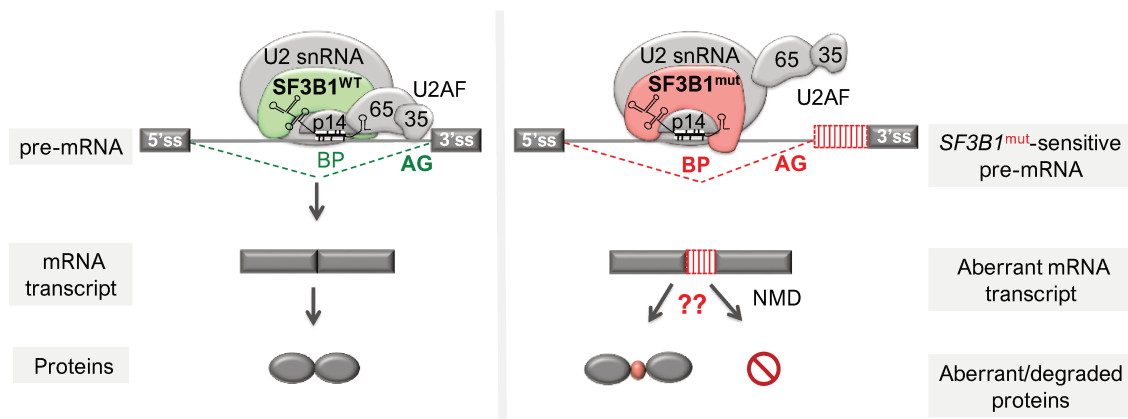 U2 snRNA
SF3B1WT
U2AF
65
35
p14
pre-mRNA
5'ss
3'ss
BP
AG
mRNA
transcript
Proteins
U2 snRNA
65
35
SF3B1mut
U2AF
p14
5'ss
3'ss
BP
AG
SF3B1mut-sensitive
pre-mRNA
??
NMD
Aberrant mRNA
transcript
Aberrant/degraded
proteins